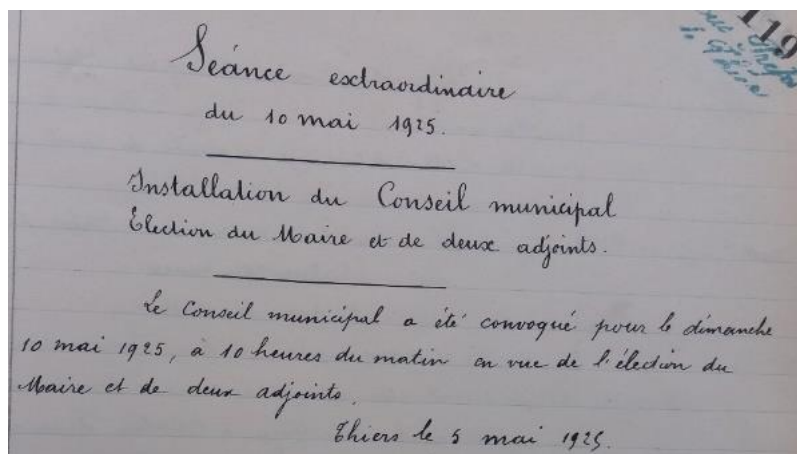 119
Séance extraordinaire
du 10 mai 1925.
Installation du Conseil municipal
Élection du Maire et de deux adjoints.
Le Conseil municipal a été convoqué pour le dimanche
10 mai 1925, à 10 heures du matin en vue de l'élection du
Maire et de deux adjoints.
Thiers le 5 mai 1925.